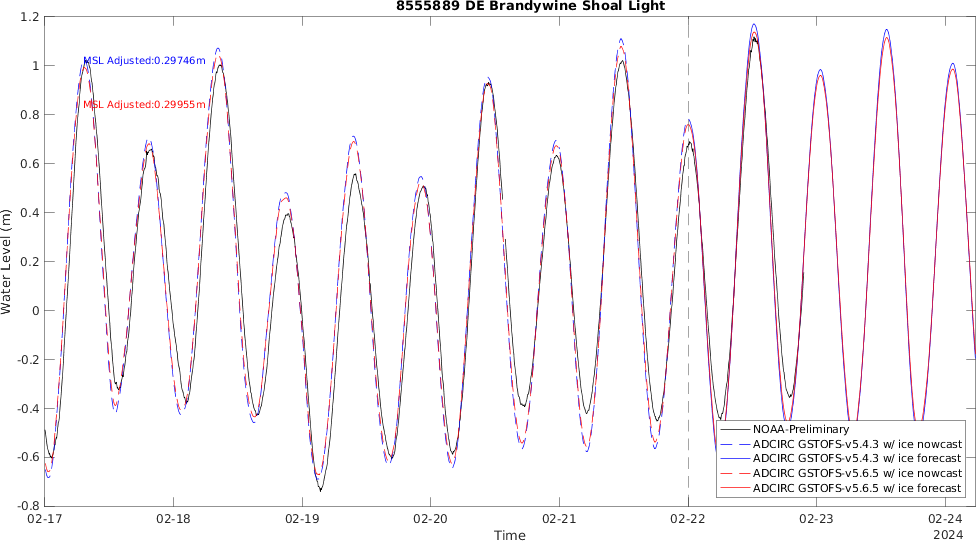 8555889 DE Brandywine Shoal Light
1.2
1
0.8
0.6
0.4
0.2
0
-0.2
-0.4
-0.6
-0.8
Water Level (m)
MSL Adjusted:0.29746m
MSL Adjusted:0.29955m
NOAA-Preliminary
ADCIRC GSTOFS-v5.4.3 w/ ice nowcast
ADCIRC GSTOFS-v5.4.3 w/ ice forecast
ADCIRC GSTOFS-v5.6.5 w/ ice nowcast
ADCIRC GSTOFS-v5.6.5 w/ ice forecast
02-17 02-18 02-19 02-20 02-21 02-22 02-23 02-24
Time
2024